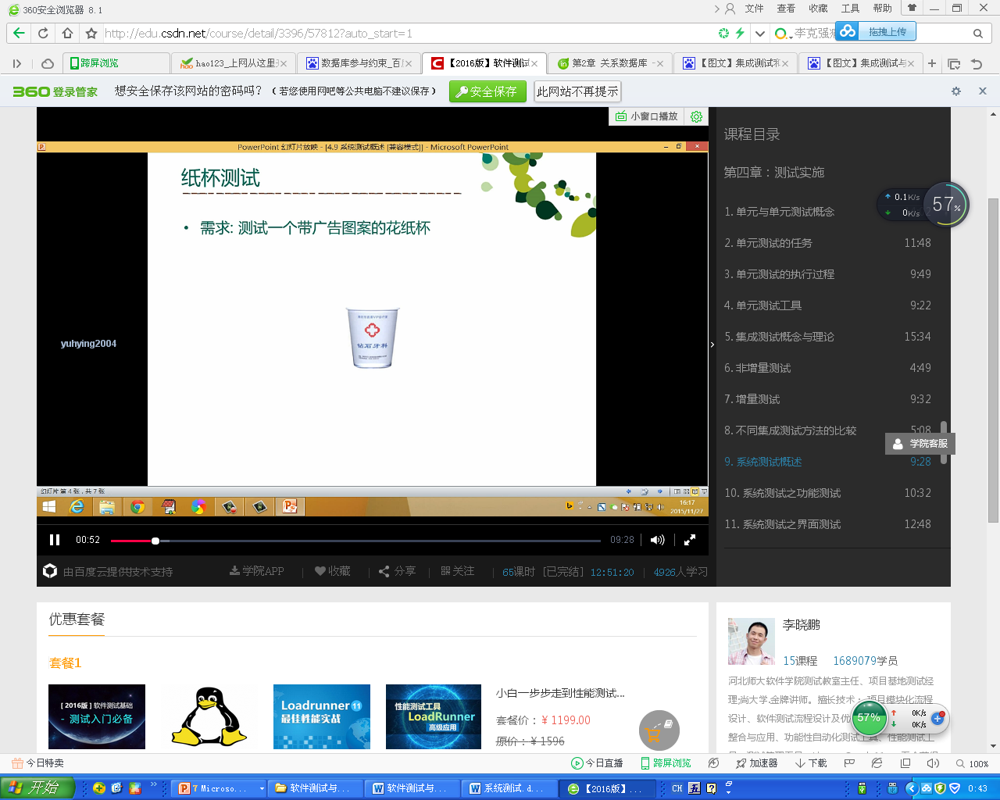 360安全浏览器 8.1
文件 查看 收藏 工具 帮助
http://edu.csdn.net/course/detail/3396/57812?auto_start=1
拖拽上传
跨屏浏览
hao123_上网从这里开
数据库参与约束_百度
【2016版】软件测试
第2章 关系数据库
【图文】集成测试和
【图文】集成测试与
360 登录管家
想安全保存该网站的密码吗？（若您使用网吧等公共电脑不建议保存）
安全保存
此网站不再提示
小窗口播放
PowerPoint 幻灯片放映 - [4.9 系统测试概述 [兼容模式]] - Microsoft PowerPoint
纸杯测试
• 需求: 测试一个带广告图案的花纸杯
钻石牙科
yuhying2004
幻灯片 第 4 张，共 7 张
16:17
2015/11/27
00:52
09:28
由百度云提供技术支持
学院APP
收藏
分享
关注
65课时 [已完结] 12:51:20
4926人学习
课程目录
第四章：测试实施
1. 单元与单元测试概念
2. 单元测试的任务 11:48
3. 单元测试的执行过程 9:49
4. 单元测试工具 9:22
5. 集成测试概念与理论 15:34
6. 非增量测试 4:49
7. 增量测试 9:32
8. 不同集成测试方法的比较 5:08
9. 系统测试概述 9:28
10. 系统测试之功能测试 10:32
11. 系统测试之界面测试 12:48
0.1K/s
0K/s
57%
学院客服
优惠套餐
套餐1
[ 2016版 ] 软件测试基础
- 测试入门必备
Loadrunner 11
最佳性能实战
性能测试工具
LoadRunner
高级应用
小白一步步走到性能测试...
套餐价：￥1199.00
原价：￥1596
李晓鹏
15课程 1689079学员
河北师大软件学院测试教室主任、项目基地测试经
理;尚大学.金牌讲师。擅长技术：项目模块化流程
设计、软件测试流程设计及优
整合与应用、功能性自动化测试工具、性能测试工
57%
0K/s
0K/s
今日特卖
今日直播
跨屏浏览
加速器
下载
100%
开始
7 Microso...
软件测试与...
软件测试与...
系统测试.d...
【2016版】...
CH
五
0:43